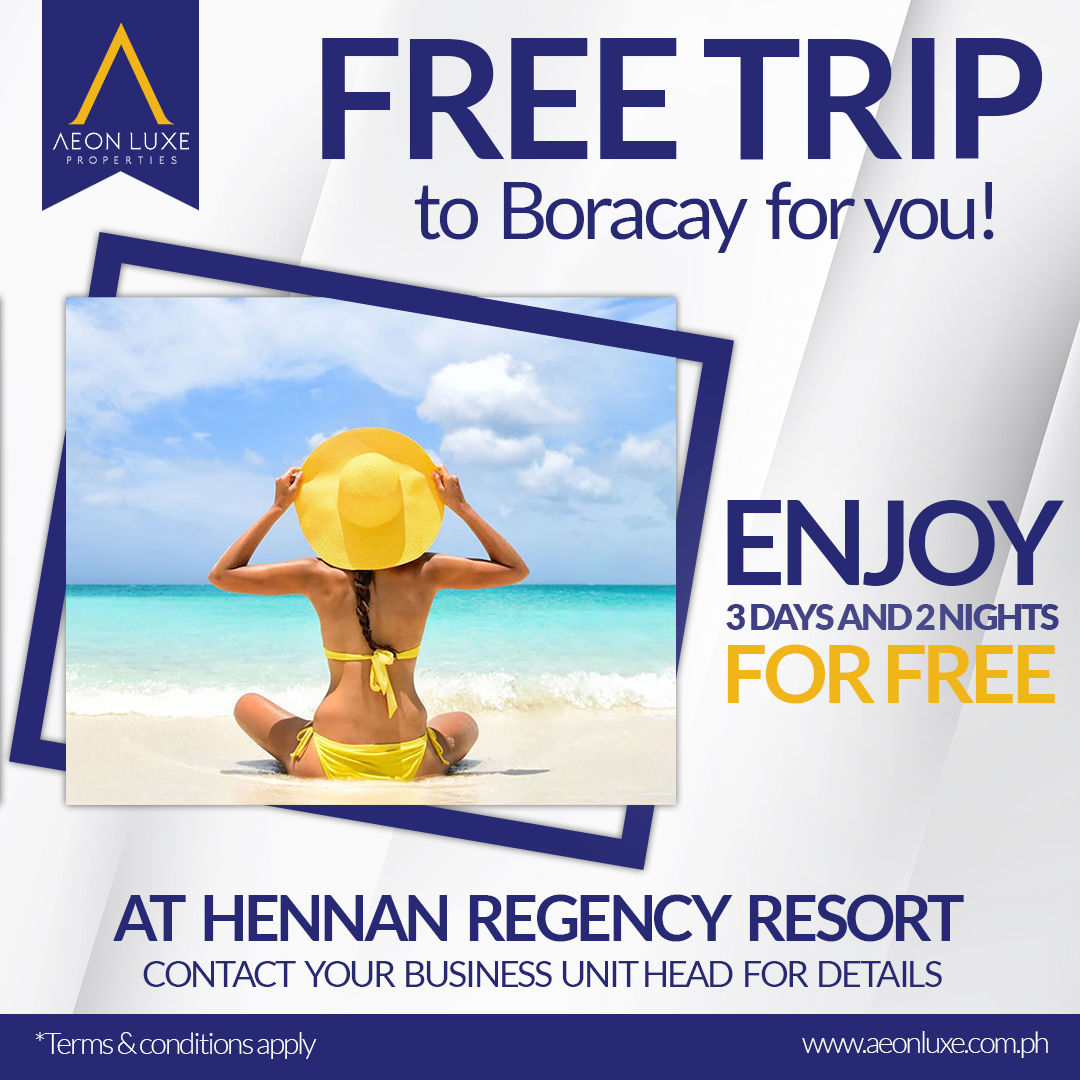 AEON LUXE
PROPERTIES
FREE TRIP
to Boracay for you!
ENJOY
3 DAYS AND 2 NIGHTS
FOR FREE
AT HENNAN REGENCY RESORT
CONTACT YOUR BUSINESS UNIT HEAD FOR DETAILS
*Terms & conditions apply
www.aeonluxe.com.ph